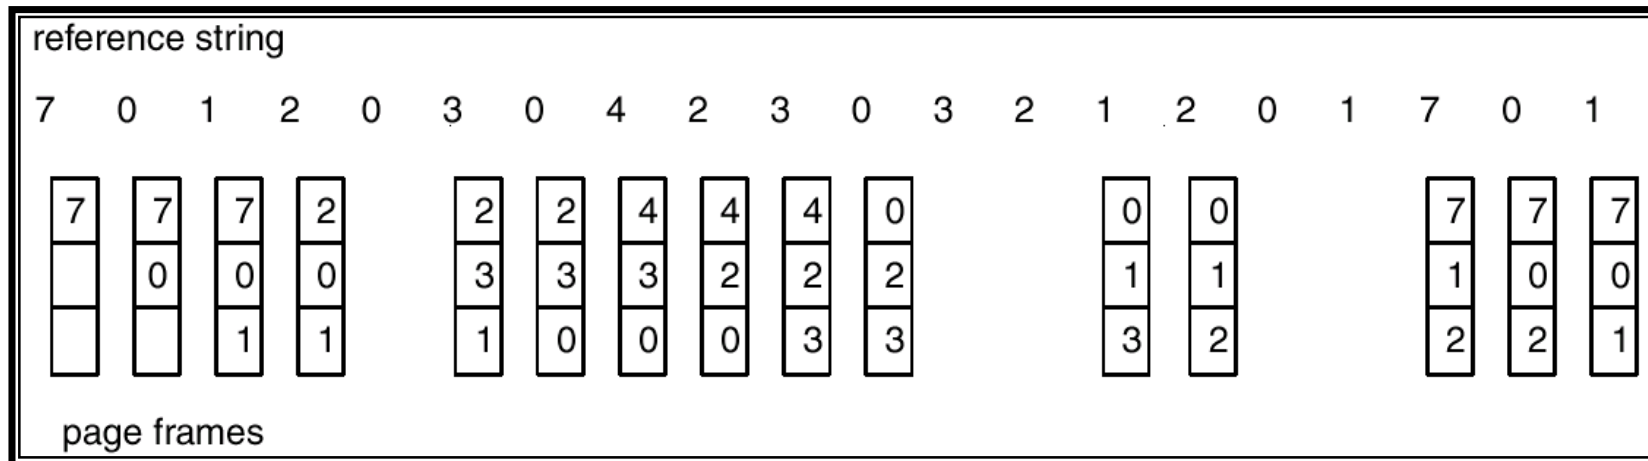 reference string
7 0 1 2 0 3 0 4 2 3 0 3 2 1 2 0 1 7 0 1
7 7 7 2 2 2 4 4 4 0 0 0 7 7 7
0 0 0 3 3 3 2 2 2 1 1 1 0 0
1 1 1 0 0 0 3 3 3 2 2 2 1
page frames